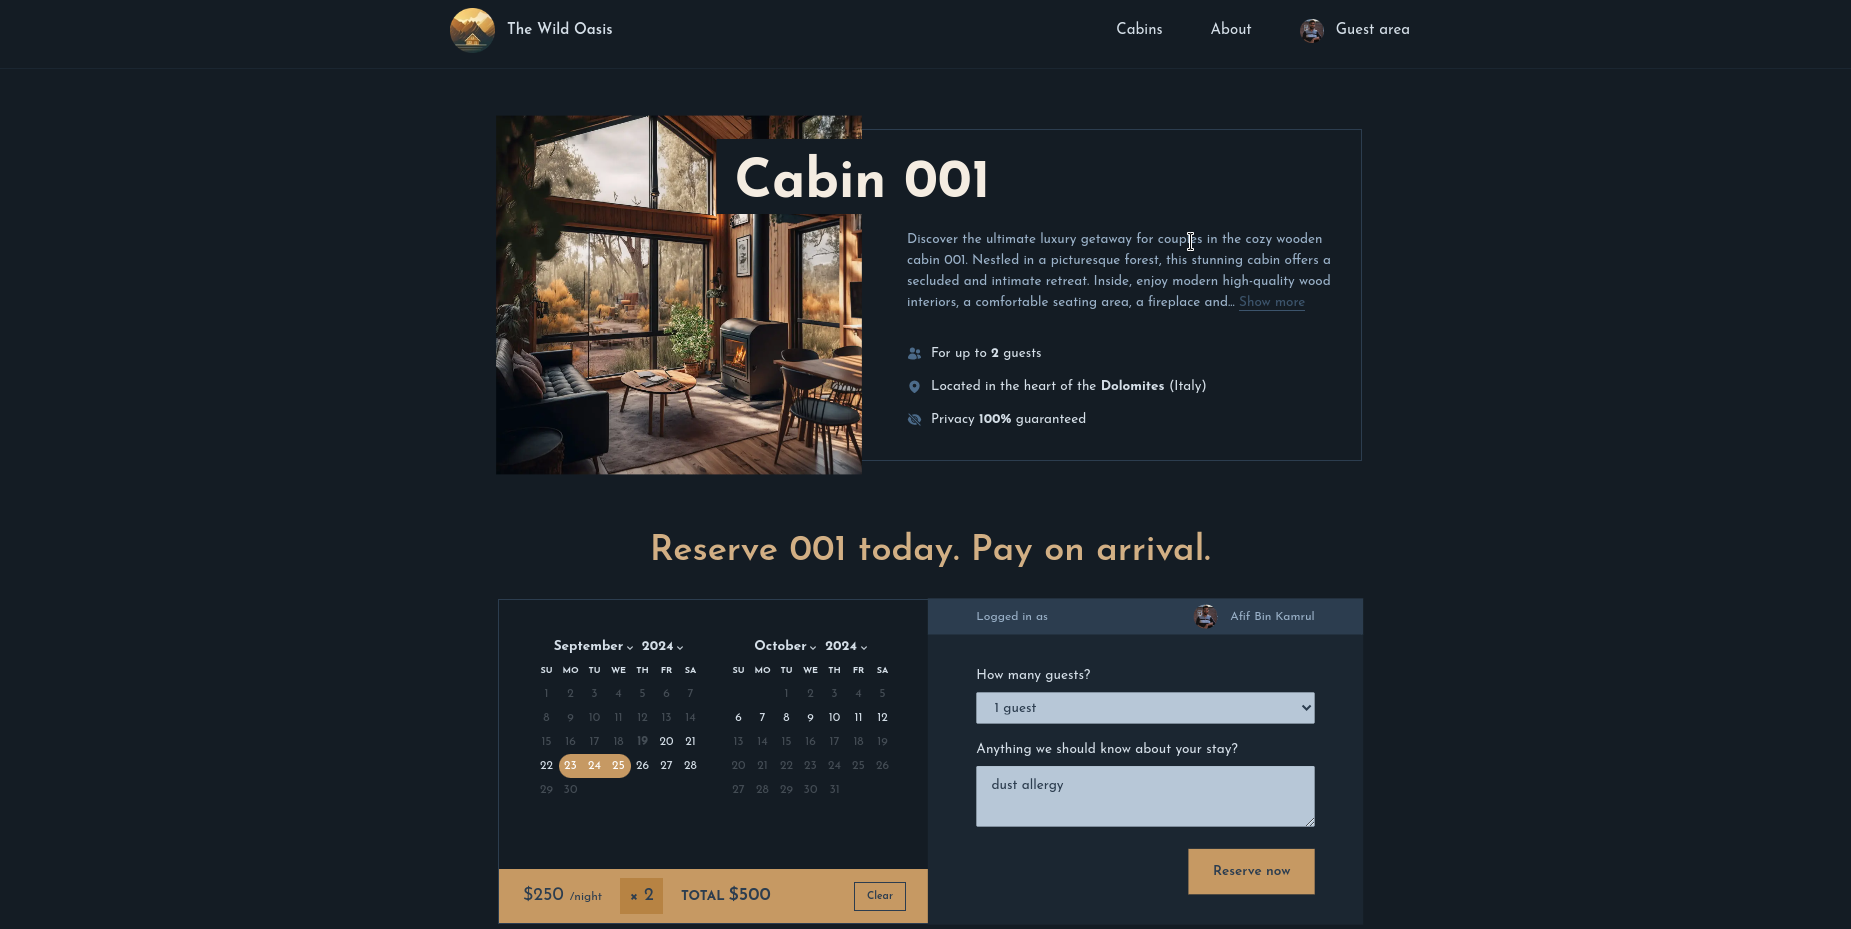 The Wild Oasis
Cabins About Guest area
Cabin 001
Discover the ultimate luxury getaway for couples in the cozy wooden
cabin 001. Nestled in a picturesque forest, this stunning cabin offers a
secluded and intimate retreat. Inside, enjoy modern high-quality wood
interiors, a comfortable seating area, a fireplace and... Show more
For up to 2 guests
Located in the heart of the Dolomites (Italy)
Privacy 100% guaranteed
Reserve 001 today. Pay on arrival.
September 2024
SU MO TU WE TH FR SA
1 2 3 4 5 6 7
8 9 10 11 12 13 14
15 16 17 18 19 20 21
22 23 24 25 26 27 28
29 30
October 2024
SU MO TU WE TH FR SA
1 2 3 4 5
6 7 8 9 10 11 12
13 14 15 16 17 18 19
20 21 22 23 24 25 26
27 28 29 30 31
$250 /night × 2 TOTAL $500 Clear
Logged in as Afif Bin Kamrul
How many guests?
1 guest
Anything we should know about your stay?
dust allergy
Reserve now